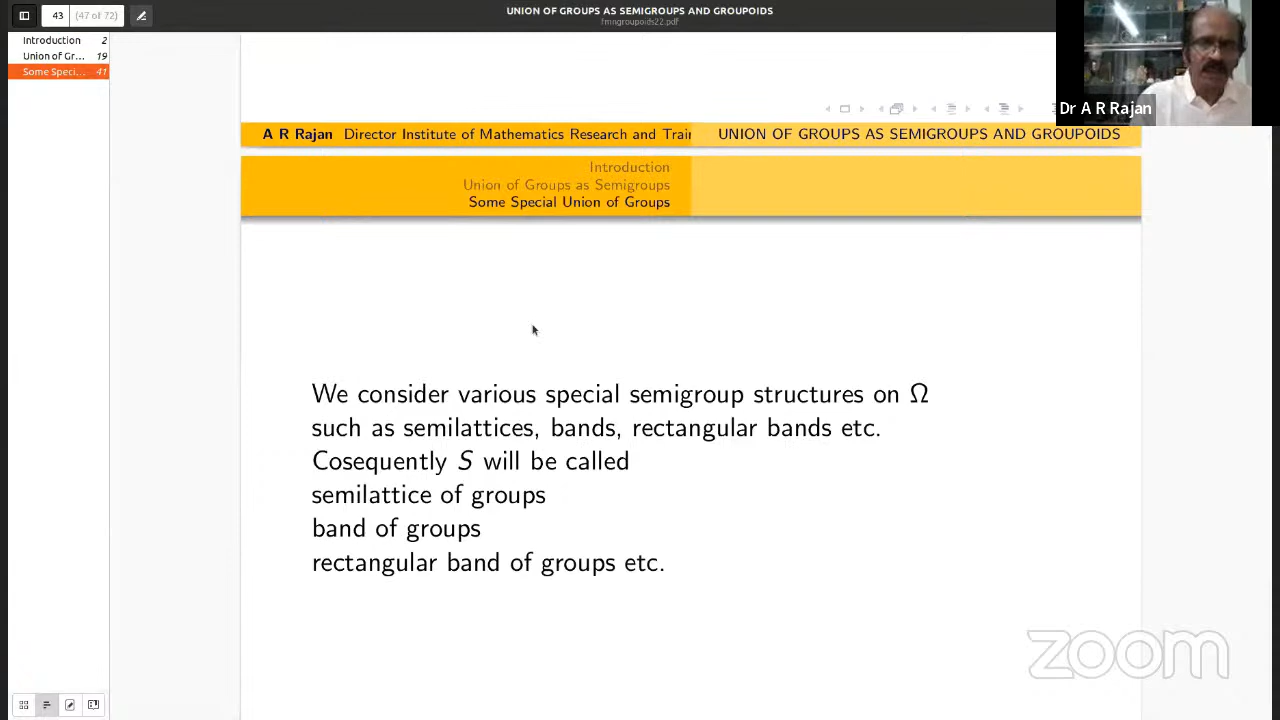 43 (47 of 72)
UNION OF GROUPS AS SEMIGROUPS AND GROUPOIDS
fmngroupoids22.pdf
Introduction 2
Union of Gr... 19
Some Speci... 41
Dr A R Rajan
A R Rajan Director Institute of Mathematics Research and Trair UNION OF GROUPS AS SEMIGROUPS AND GROUPOIDS
Introduction
Union of Groups as Semigroups
Some Special Union of Groups
We consider various special semigroup structures on Ω
such as semilattices, bands, rectangular bands etc.
Cosequently S will be called
semilattice of groups
band of groups
rectangular band of groups etc.
zoom